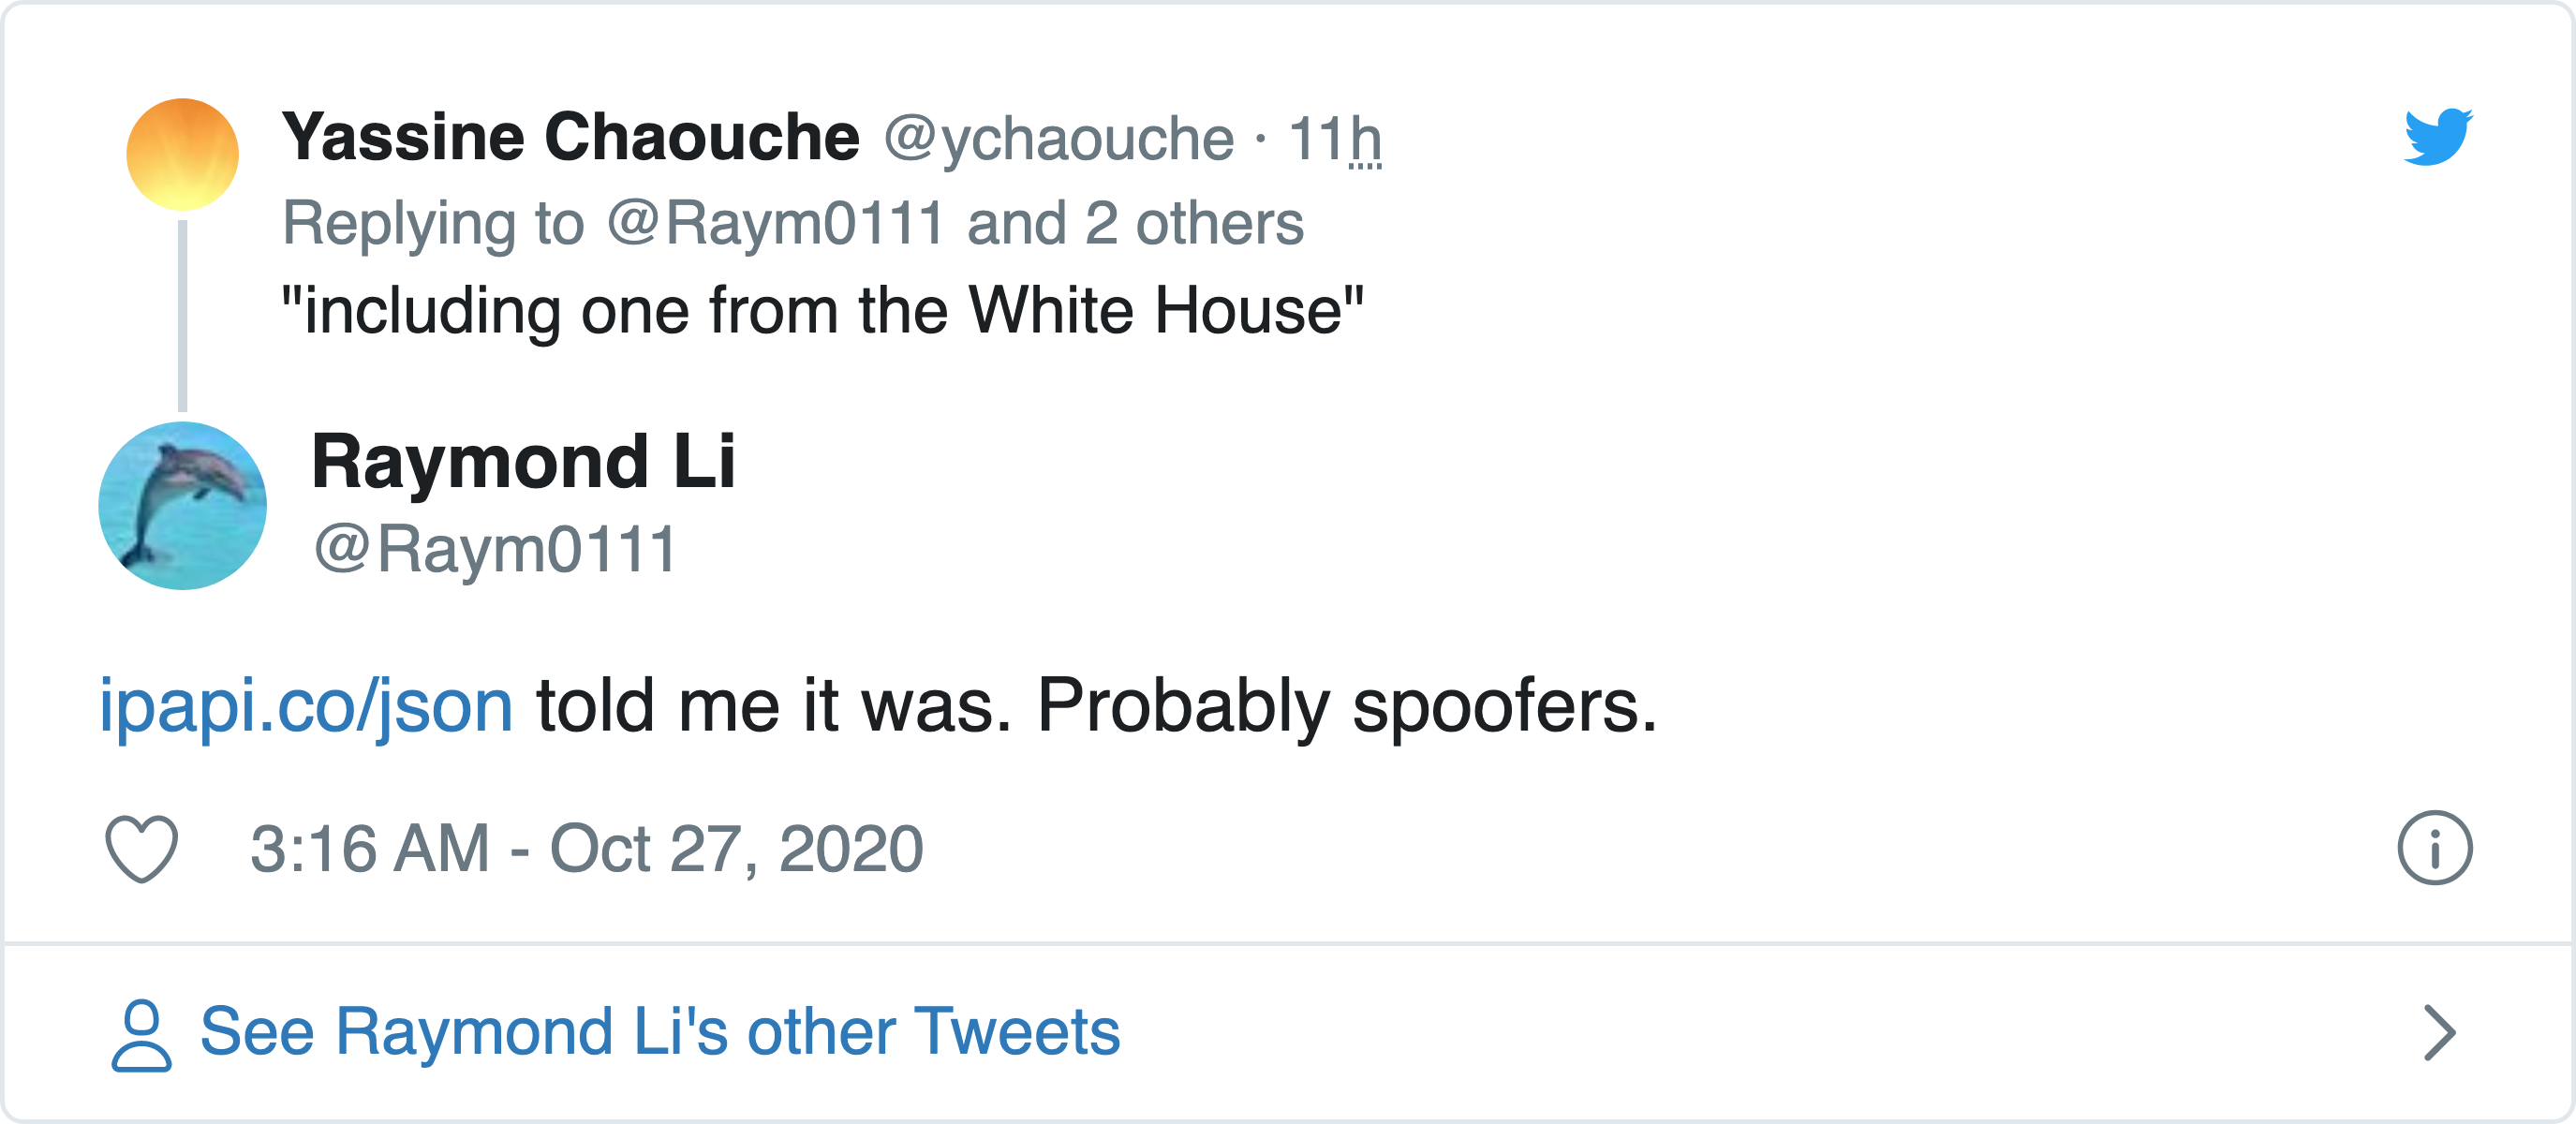 Yassine Chaouche @ychaouche · 11h
Replying to @Raym0111 and 2 others
"including one from the White House"
Raymond Li
@Raym0111
ipapi.co/json told me it was. Probably spoofers.
3:16 AM - Oct 27, 2020
See Raymond Li's other Tweets